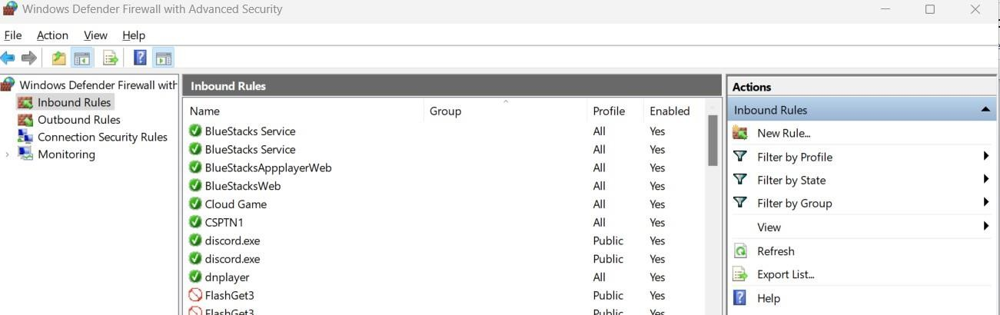 Windows Defender Firewall with Advanced Security
File Action View Help
Windows Defender Firewall with
Inbound Rules
Outbound Rules
Connection Security Rules
Monitoring
Inbound Rules
Name Group Profile Enabled
BlueStacks Service All Yes
BlueStacks Service All Yes
BlueStacksAppplayerWeb All Yes
BlueStacksWeb All Yes
Cloud Game All Yes
CSPTN1 All Yes
discord.exe Public Yes
discord.exe Public Yes
dnplayer All Yes
FlashGet3 Public Yes
FlashGet3 Public Yes
Actions
Inbound Rules
New Rule...
Filter by Profile
Filter by State
Filter by Group
View
Refresh
Export List...
Help